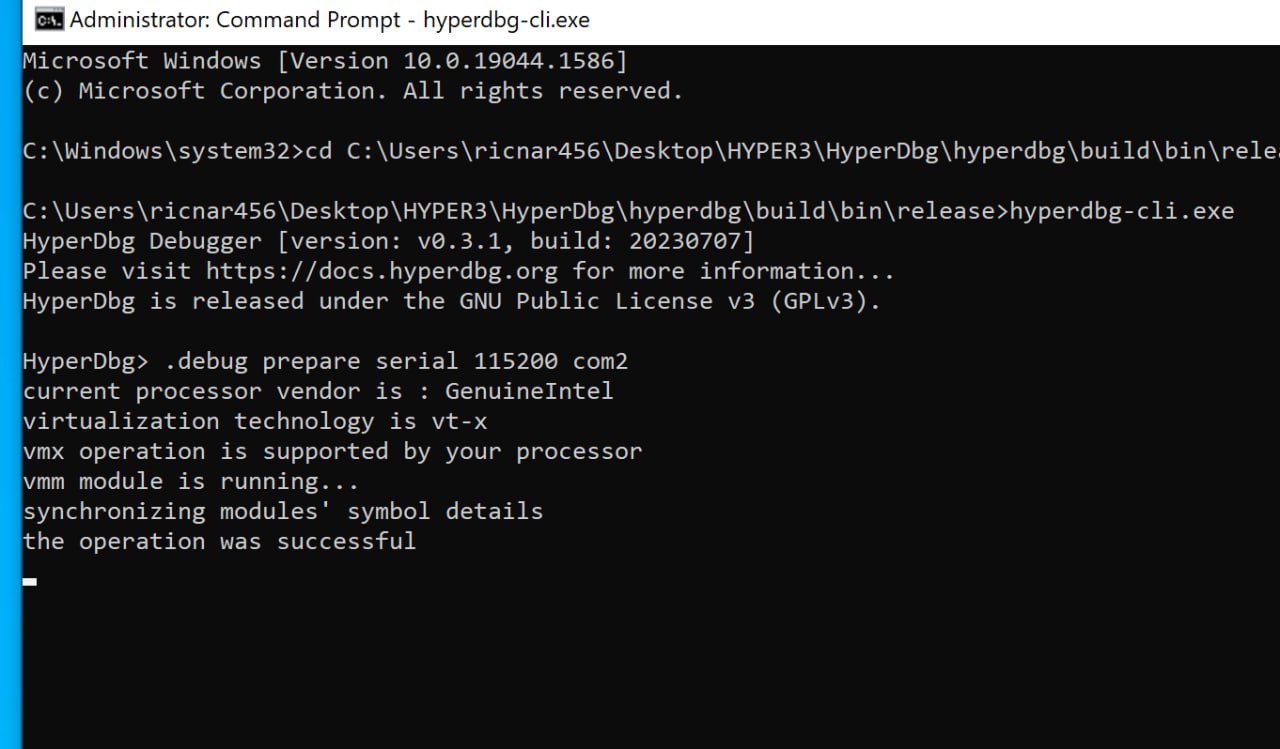 Administrator: Command Prompt - hyperdbg-cli.exe
Microsoft Windows [Version 10.0.19044.1586]
(c) Microsoft Corporation. All rights reserved.
C:\Windows\system32>cd C:\Users\ricnar456\Desktop\HYPER3\HyperDbg\hyperdbg\build\bin\relea
C:\Users\ricnar456\Desktop\HYPER3\HyperDbg\hyperdbg\build\bin\release>hyperdbg-cli.exe
HyperDbg Debugger [version: v0.3.1, build: 20230707]
Please visit https://docs.hyperdbg.org for more information...
HyperDbg is released under the GNU Public License v3 (GPLv3).
HyperDbg> .debug prepare serial 115200 com2
current processor vendor is : GenuineIntel
virtualization technology is vt-x
vmx operation is supported by your processor
vmm module is running...
synchronizing modules' symbol details
the operation was successful